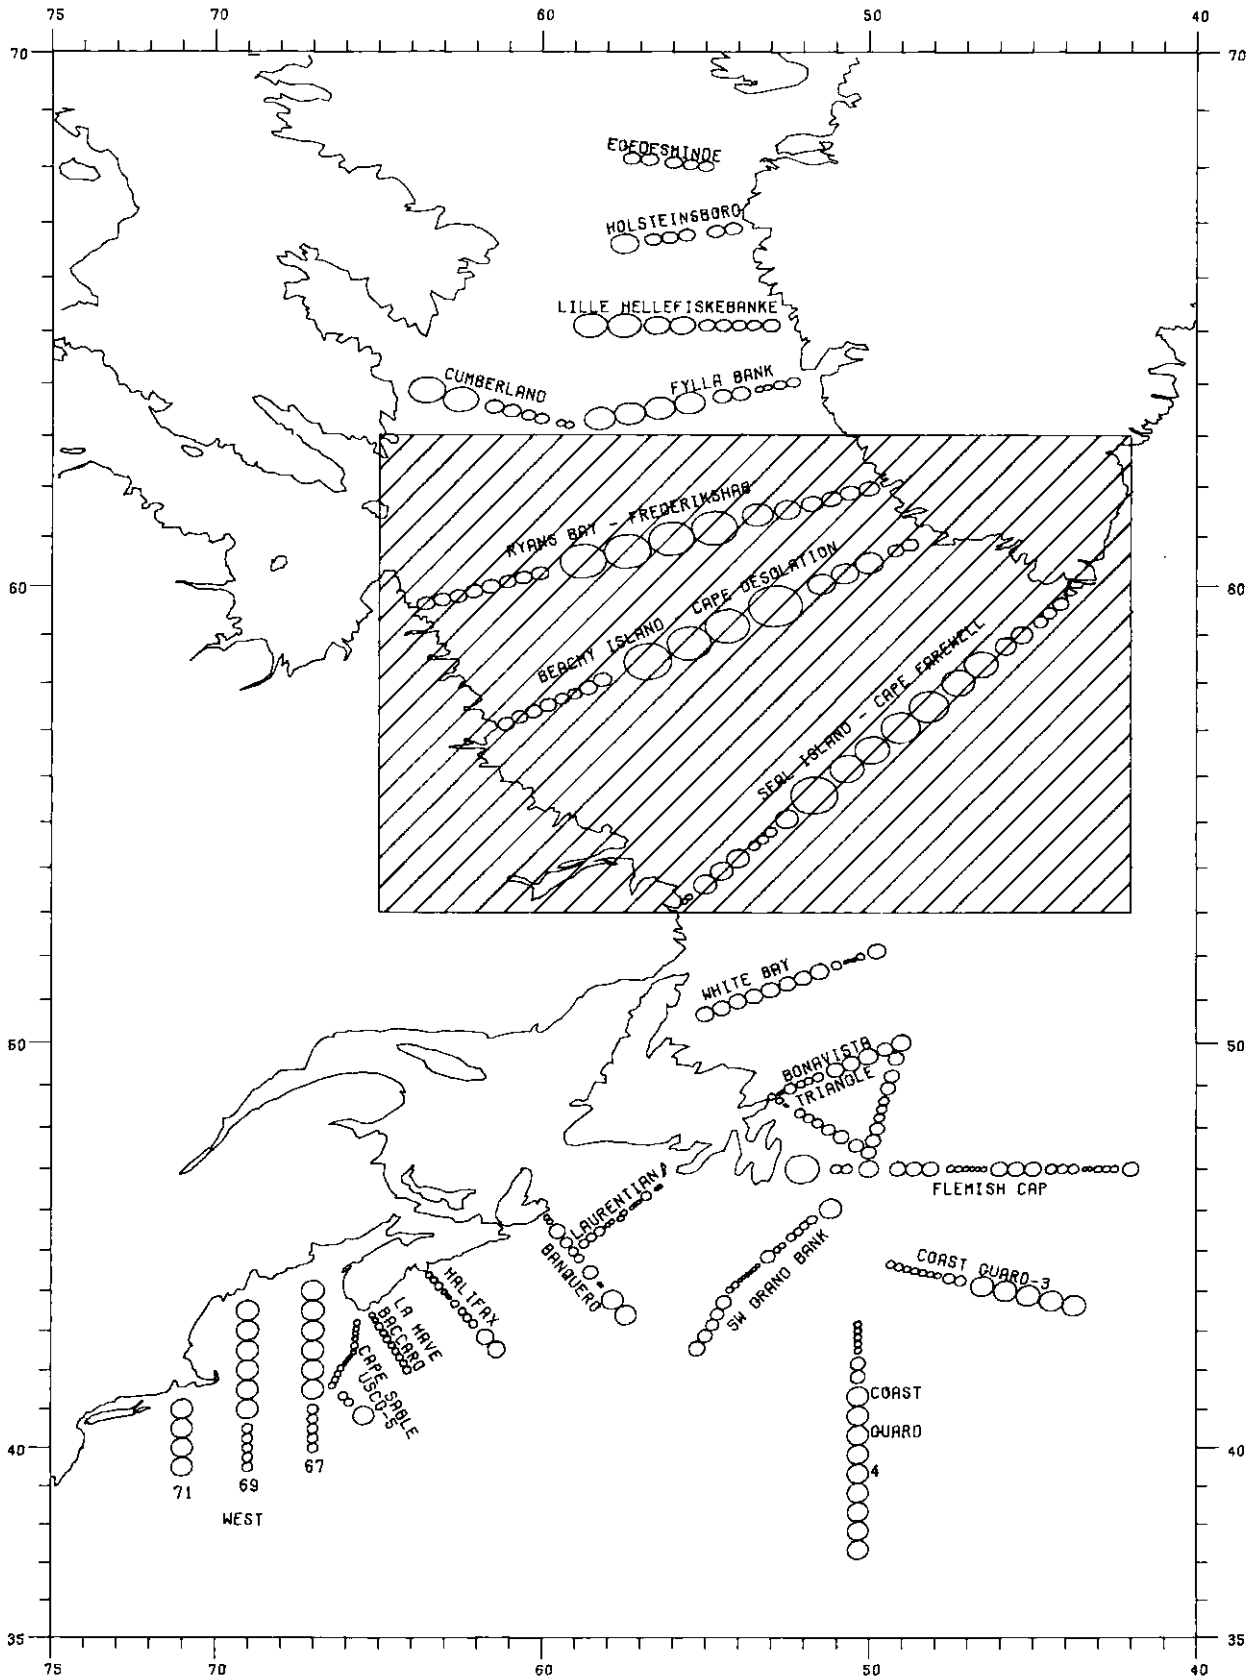 75 70 60 50 40
70 70
EGEDESMINDE
HOLSTEINSBORG
LILLE HELLEFISKEBANKE
CUMBERLAND
FYLLA BANK
RYANS BAY - FREDERIKSHAB
60 60
BEACHY ISLAND CAPE DESOLATION
SEAL ISLAND - CAPE FAREWELL
WHITE BAY
50 50
BONAVISTA
TRIANGLE
FLEMISH CAP
LAURENTIAN
BANQUERO
SW GRAND BANK
COAST GUARD-3
HALIFAX
LA HAVE
BACCARO
CAPE SABLE
USCG-5
COAST
GUARD
4
40 40
71
69
67
WEST
35 35
75 70 60 50 40